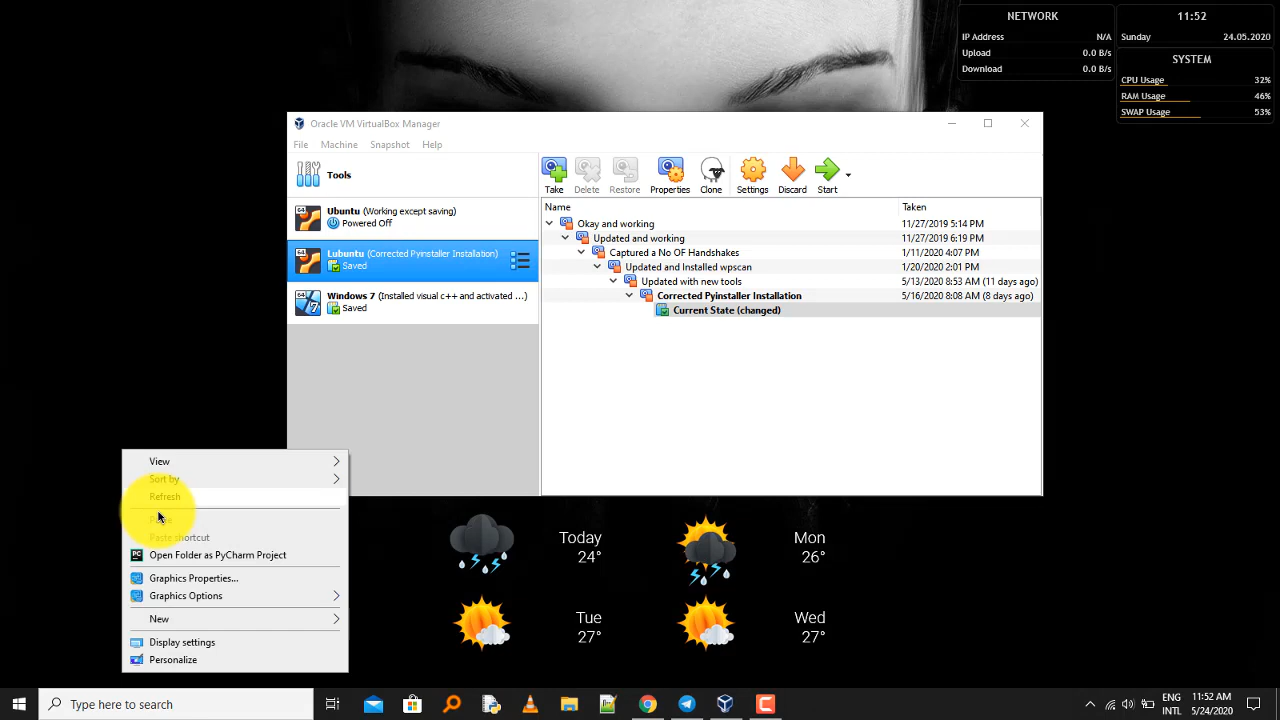 NETWORK
IP Address N/A
Upload 0.0 B/s
Download 0.0 B/s
11:52
Sunday 24.05.2020
SYSTEM
CPU Usage 32%
RAM Usage 46%
SWAP Usage 53%
Oracle VM VirtualBox Manager
File Machine Snapshot Help
Tools
Take Delete Restore Properties Clone Settings Discard Start
64 Ubuntu (Working except saving)
Powered Off
64 Lubuntu (Corrected Pyinstaller Installation)
Saved
64 7 Windows 7 (Installed visual c++ and activated ...)
Saved
Name Taken
Okay and working 11/27/2019 5:14 PM
Updated and working 11/27/2019 6:19 PM
Captured a No OF Handshakes 1/11/2020 4:07 PM
Updated and Installed wpscan 1/20/2020 2:01 PM
Updated with new tools 5/13/2020 8:53 AM (11 days ago)
Corrected Pyinstaller Installation 5/16/2020 8:08 AM (8 days ago)
Current State (changed)
View
Sort by
Refresh
Paste
Paste shortcut
PC Open Folder as PyCharm Project
Graphics Properties...
Graphics Options
New
Display settings
Personalize
Today
24°
Mon
26°
Tue
27°
Wed
27°
Type here to search
ENG
INTL
11:52 AM
5/24/2020